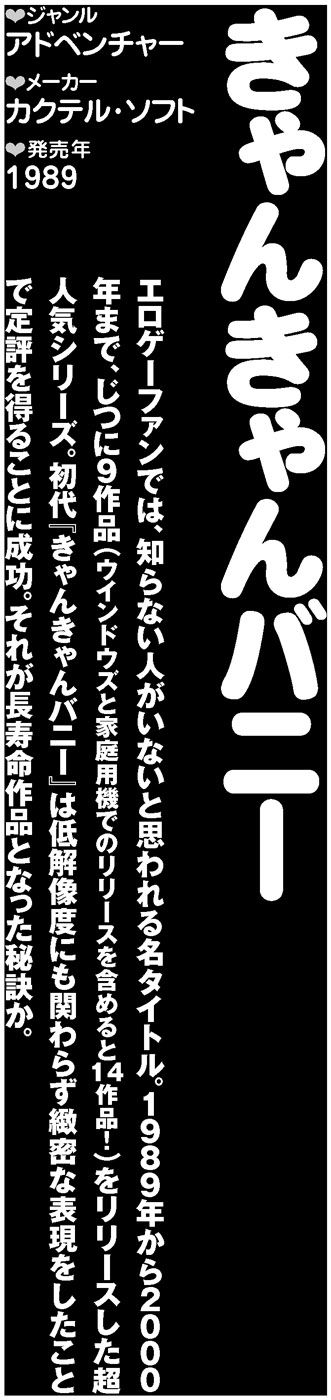 きゃんきゃんバニー
❤ジャンル
アドベンチャー
❤メーカー
カクテル・ソフト
❤発売年
1989
エロゲーファンでは、知らない人がいないと思われる名タイトル。1989年から2000
年まで、じつに9作品（ウインドウズと家庭用機でのリリースを含めると14作品！）をリリースした超
人気シリーズ。初代『きゃんきゃんバニー』は低解像度にも関わらず緻密な表現をしたこと
で定評を得ることに成功。それが長寿命作品となった秘訣か。